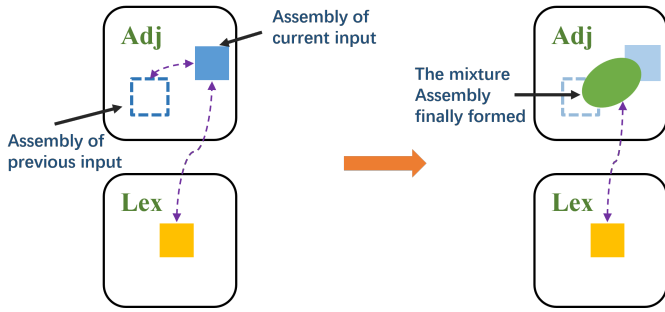 Adj
Assembly of
current input
Assembly of
previous input
Lex
Adj
The mixture
Assembly
finally formed
Lex